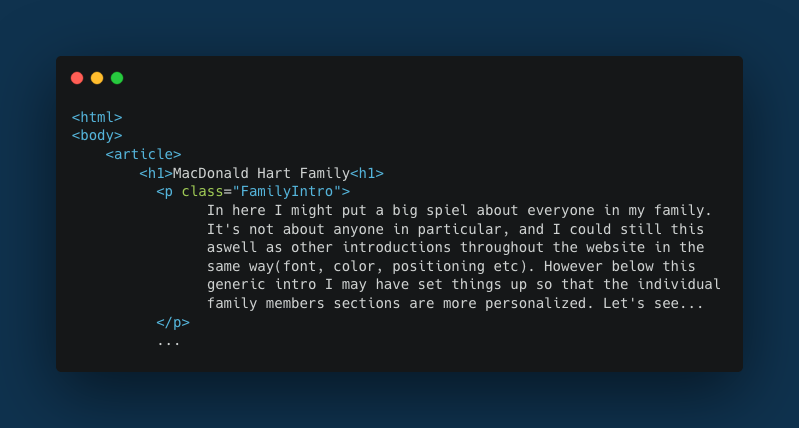 <html>
<body>
<article>
<h1>MacDonald Hart Family<h1>
<p class="FamilyIntro">
In here I might put a big spiel about everyone in my family.
It's not about anyone in particular, and I could still this
aswell as other introductions throughout the website in the
same way(font, color, positioning etc). However below this
generic intro I may have set things up so that the individual
family members sections are more personalized. Let's see...
</p>
...